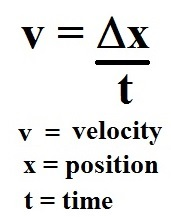 v = Δx
t
v = velocity
x = position
t = time